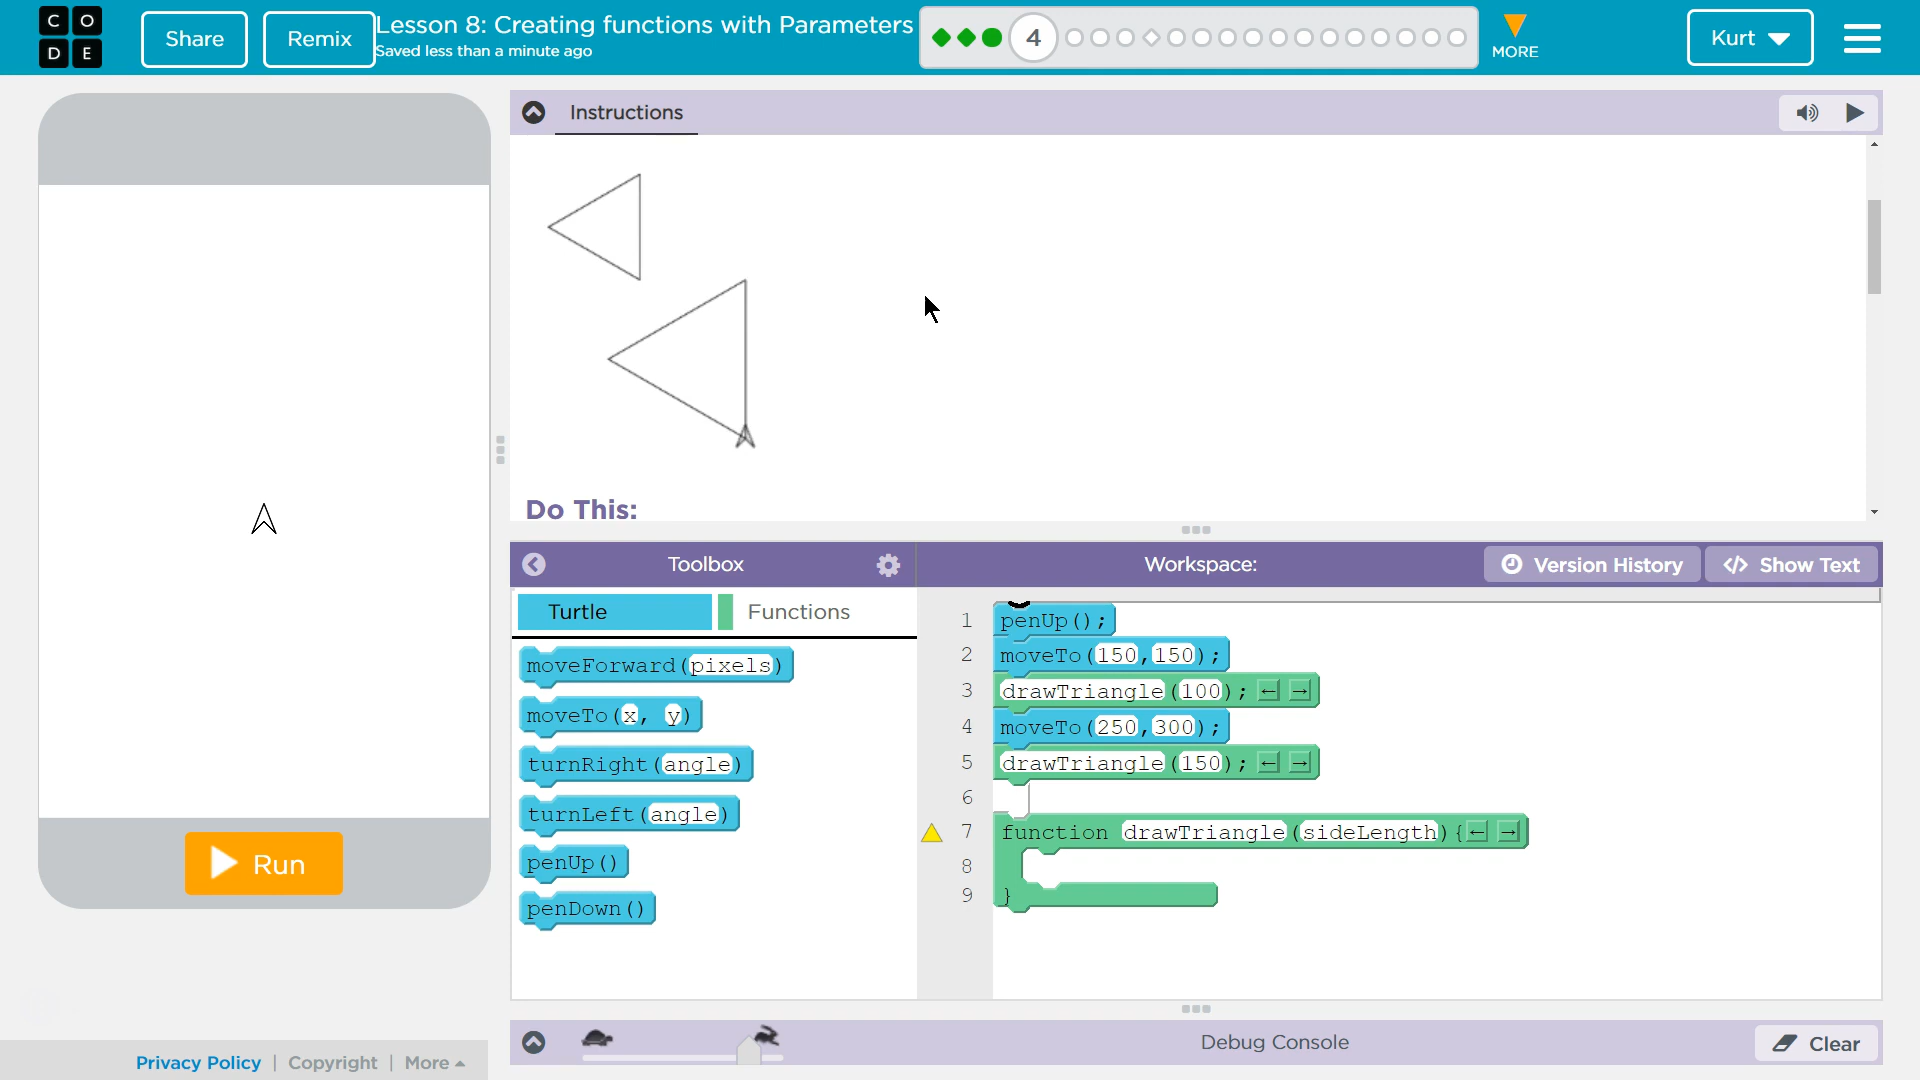 C O
D E
Share
Remix
Lesson 8: Creating functions with Parameters
Saved less than a minute ago
4
MORE
Kurt
Instructions
Do This:
Run
Toolbox
Workspace:
Version History
Show Text
Turtle
Functions
moveForward(pixels)
moveTo(x, y)
turnRight(angle)
turnLeft(angle)
penUp()
penDown()
1 penUp();
2 moveTo(150,150);
3 drawTriangle(100); ← →
4 moveTo(250,300);
5 drawTriangle(150); ← →
6
7 function drawTriangle(sideLength){ ← →
8
9 }
Debug Console
Clear
Privacy Policy | Copyright | More